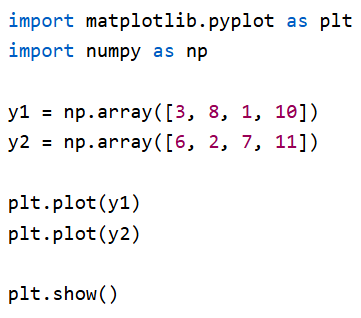 import matplotlib.pyplot as plt
import numpy as np
y1 = np.array([3, 8, 1, 10])
y2 = np.array([6, 2, 7, 11])
plt.plot(y1)
plt.plot(y2)
plt.show()